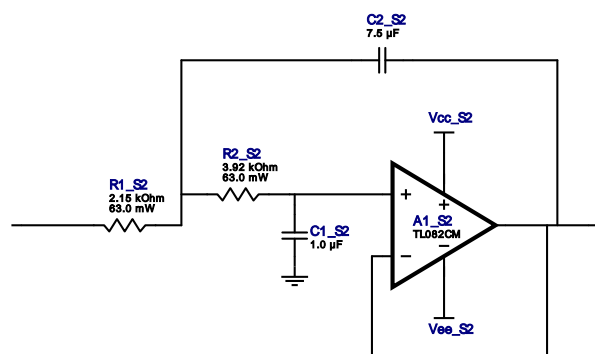 C2_S2
7.5 µF
Vcc_S2
R2_S2
3.92 kOhm
63.0 mW
R1_S2
2.15 kOhm
63.0 mW
+
+
A1_S2
TL082CM
C1_S2
1.0 µF
−
−
Vee_S2